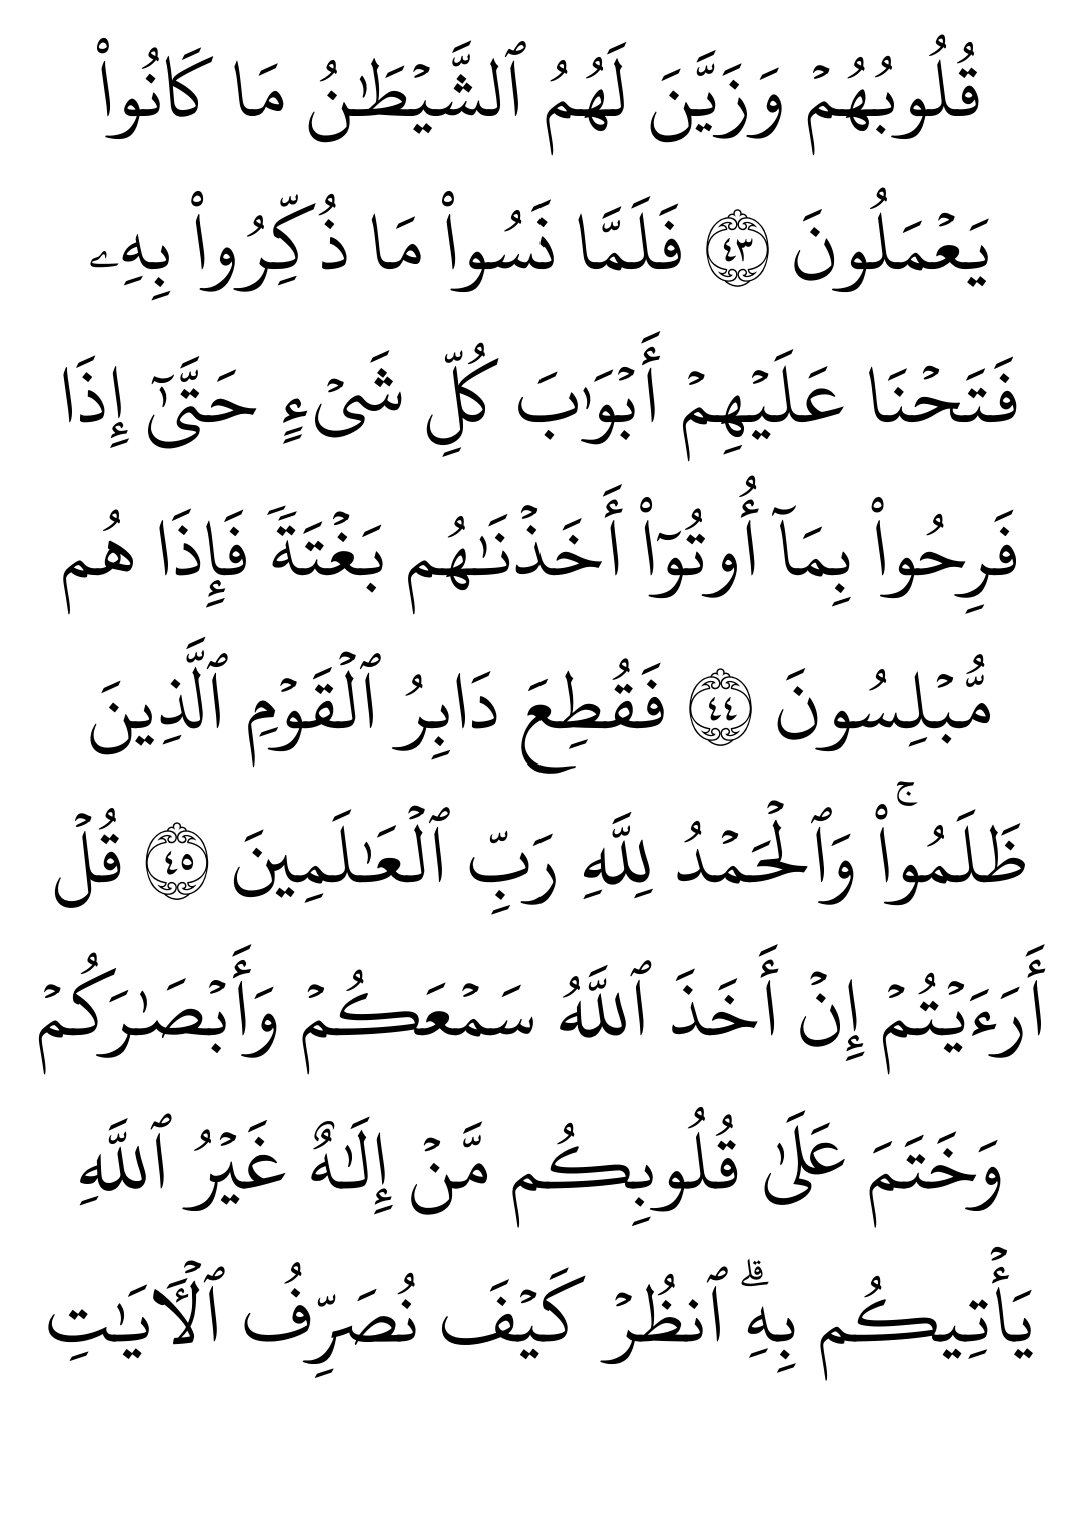 قُلُوبُهُمۡ وَزَيَّنَ لَهُمُ ٱلشَّيۡطَٰنُ مَا كَانُواْ
يَعۡمَلُونَ ٤٣ فَلَمَّا نَسُواْ مَا ذُكِّرُواْ بِهِۦ
فَتَحۡنَا عَلَيۡهِمۡ أَبۡوَٰبَ كُلِّ شَيۡءٍ حَتَّىٰٓ إِذَا
فَرِحُواْ بِمَآ أُوتُوٓاْ أَخَذۡنَٰهُم بَغۡتَةٗ فَإِذَا هُم
مُّبۡلِسُونَ ٤٤ فَقُطِعَ دَابِرُ ٱلۡقَوۡمِ ٱلَّذِينَ
ظَلَمُواْۚ وَٱلۡحَمۡدُ لِلَّهِ رَبِّ ٱلۡعَٰلَمِينَ ٤٥ قُلۡ
أَرَءَيۡتُمۡ إِنۡ أَخَذَ ٱللَّهُ سَمۡعَكُمۡ وَأَبۡصَٰرَكُمۡ
وَخَتَمَ عَلَىٰ قُلُوبِكُم مَّنۡ إِلَٰهٌ غَيۡرُ ٱللَّهِ
يَأۡتِيكُم بِهِۗ ٱنظُرۡ كَيۡفَ نُصَرِّفُ ٱلۡأٓيَٰتِ